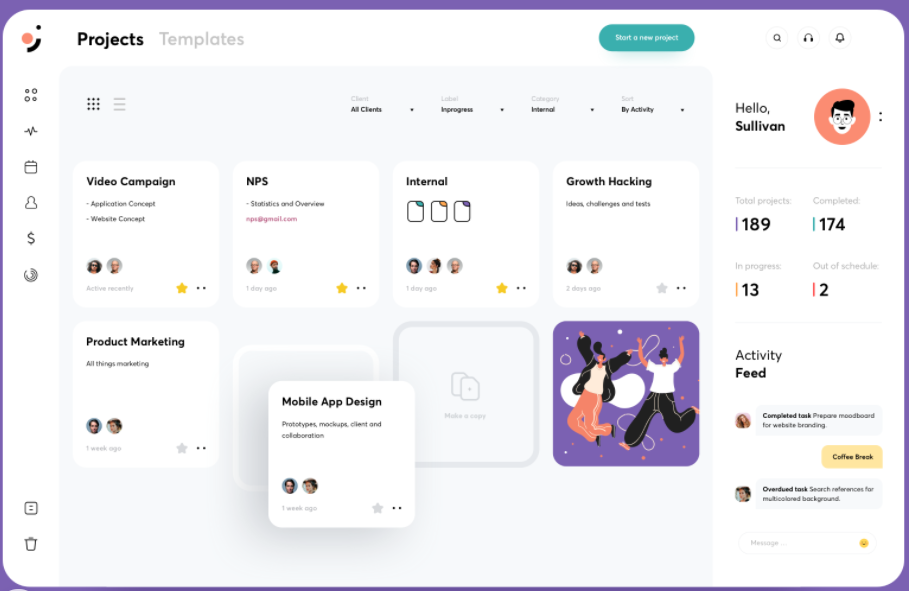 Projects
Templates
Start a new project
Client
All Clients
Label
Inprogress
Category
Internal
Sort
By Activity
Video Campaign
- Application Concept
- Website Concept
Active recently
NPS
- Statistics and Overview
nps@gmail.com
1 day ago
Internal
1 day ago
Growth Hacking
Ideas, challenges and tests
2 days ago
Product Marketing
All things marketing
1 week ago
Mobile App Design
Prototypes, mockups, client and
collaboration
1 week ago
Make a copy
Hello,
Sullivan
Total projects:
189
Completed:
174
In progress:
13
Out of schedule:
2
Activity
Feed
Completed task Prepare moodboard
for website branding.
Coffee Break
Overdued task Search references for
multicolored background.
Message ...